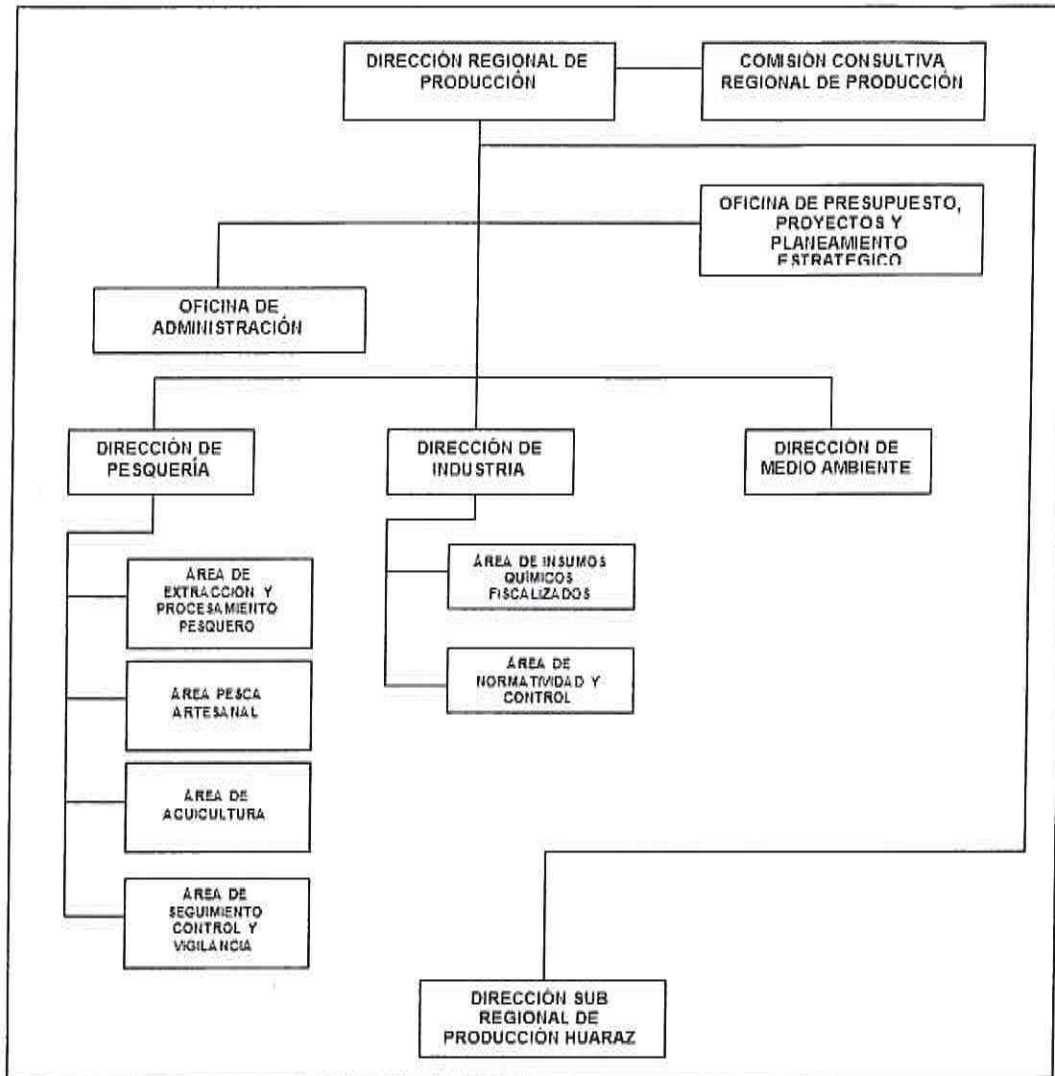 DIRECCIÓN REGIONAL DE
PRODUCCIÓN
COMISIÓN CONSULTIVA
REGIONAL DE PRODUCCIÓN
OFICINA DE PRESUPUESTO,
PROYECTOS Y
PLANEAMIENTO
ESTRATEGICO
OFICINA DE
ADMINISTRACIÓN
DIRECCIÓN DE
PESQUERÍA
DIRECCIÓN DE
INDUSTRIA
DIRECCIÓN DE
MEDIO AMBIENTE
ÁREA DE
EXTRACCION Y
PROCESAMIENTO
PESQUERO
ÁREA PESCA
ARTESANAL
ÁREA DE
ACUICULTURA
ÁREA DE
SEGUIMIENTO
CONTROL Y
VIGILANCIA
ÁREA DE INSUMOS
QUÍMICOS
FISCALIZADOS
ÁREA DE
NORMATIVIDAD Y
CONTROL
DIRECCIÓN SUB
REGIONAL DE
PRODUCCIÓN HUARAZ